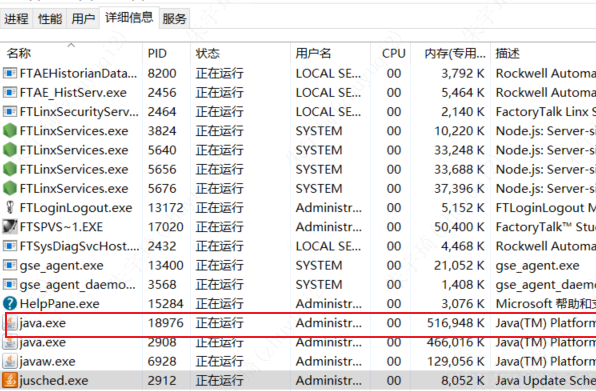 进程 性能 用户 详细信息 服务
名称 PID 状态 用户名 CPU 内存(专用... 描述
FTAEHistorianData... 8200 正在运行 LOCAL SE... 00 3,792 K Rockwell Automa
FTAE_HistServ.exe 2456 正在运行 LOCAL SE... 00 5,464 K Rockwell Automa
FTLinxSecurityServ... 2464 正在运行 LOCAL SE... 00 2,140 K FactoryTalk Linx S
FTLinxServices.exe 3824 正在运行 SYSTEM 00 10,220 K Node.js: Server-si
FTLinxServices.exe 5640 正在运行 SYSTEM 00 33,248 K Node.js: Server-si
FTLinxServices.exe 5656 正在运行 SYSTEM 00 33,688 K Node.js: Server-si
FTLinxServices.exe 5676 正在运行 SYSTEM 00 37,396 K Node.js: Server-si
FTLoginLogout.exe 13172 正在运行 Administr... 00 5,152 K FTLoginLogout M
FTSPVS~1.EXE 17020 正在运行 Administr... 00 50,400 K FactoryTalk™ Stud
FTSysDiagSvcHost.... 2432 正在运行 LOCAL SE... 00 4,468 K Rockwell Automa
gse_agent.exe 13400 正在运行 SYSTEM 00 21,052 K gse_agent.exe
gse_agent_daemo... 3568 正在运行 SYSTEM 00 1,408 K gse_agent_daemo
HelpPane.exe 15284 正在运行 Administr... 00 3,076 K Microsoft 帮助和支
java.exe 18976 正在运行 Administr... 00 516,948 K Java(TM) Platform
java.exe 2908 正在运行 Administr... 00 466,016 K Java(TM) Platform
javaw.exe 6928 正在运行 Administr... 00 129,056 K Java(TM) Platform
jusched.exe 2912 正在运行 Administr... 00 8,052 K Java Update Sched